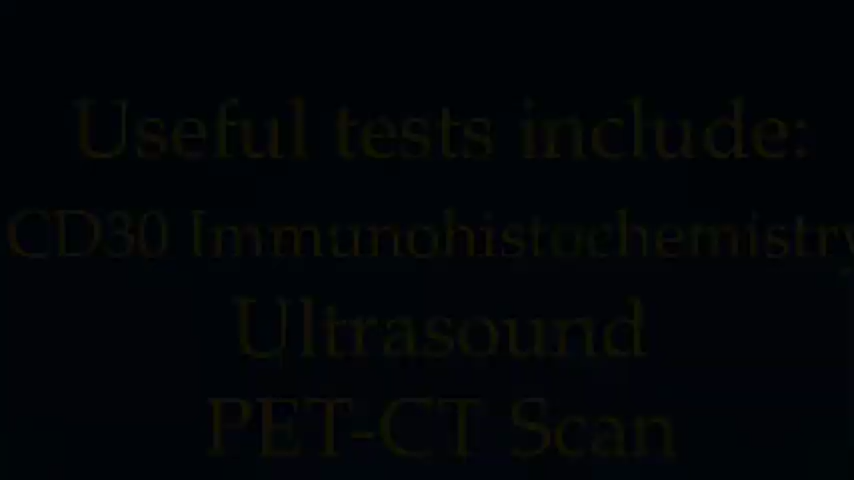 Useful tests include:
CD30 Immunohistochemistry
Ultrasound
PET-CT Scan